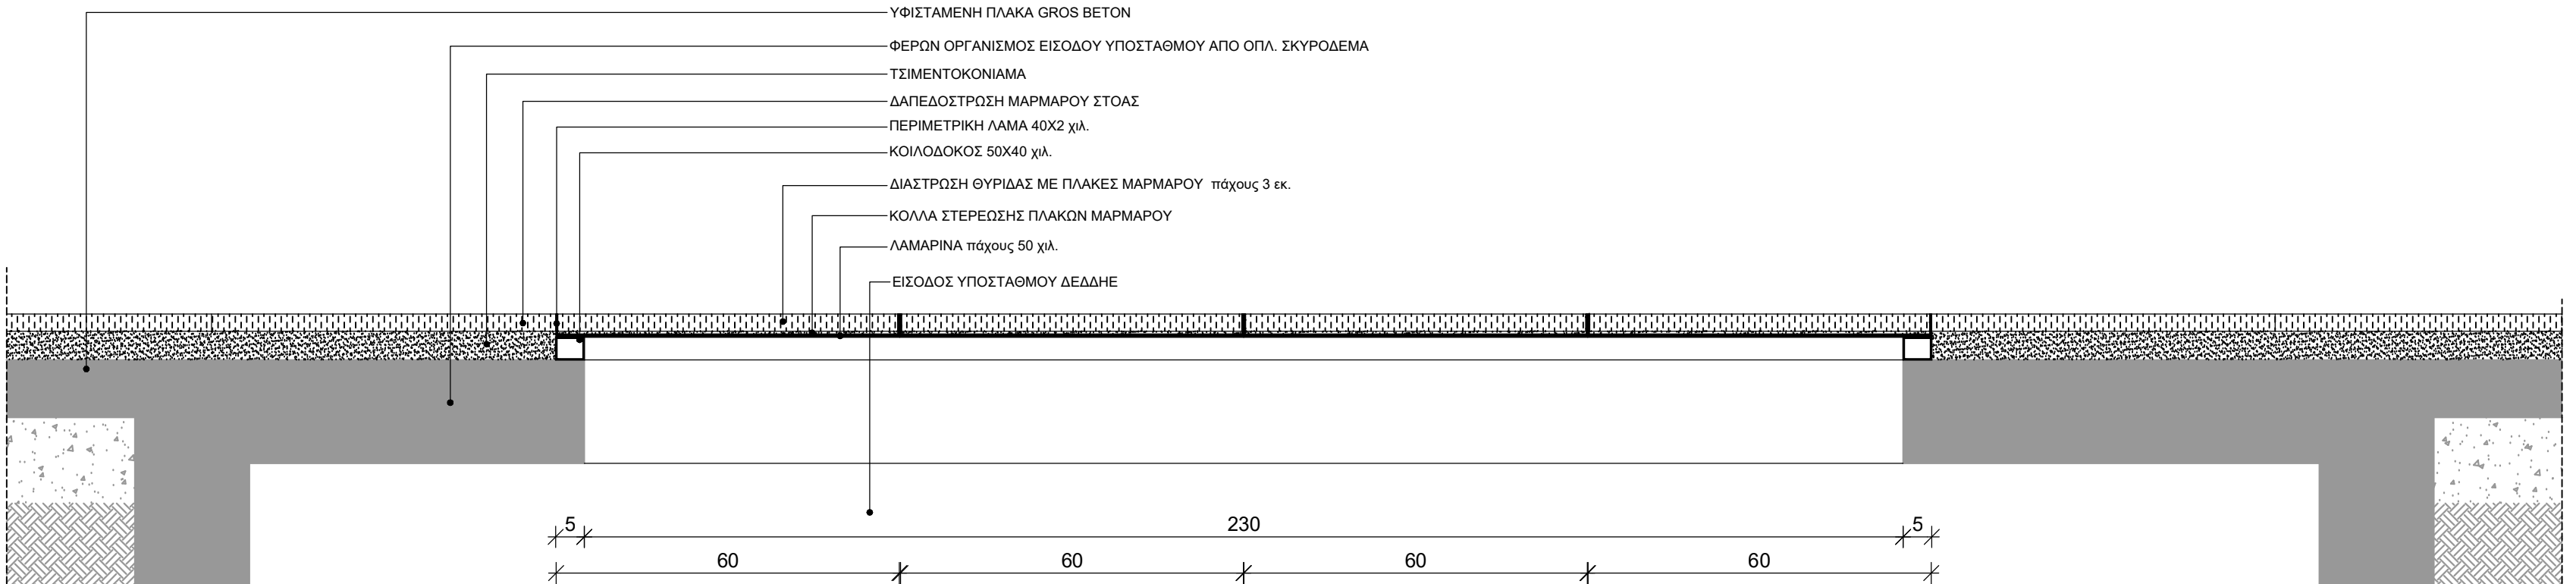 ΥΦΙΣΤΑΜΕΝΗ ΠΛΑΚΑ GROS BETON
ΦΕΡΩΝ ΟΡΓΑΝΙΣΜΟΣ ΕΙΣΟΔΟΥ ΥΠΟΣΤΑΘΜΟΥ ΑΠΟ ΟΠΛ. ΣΚΥΡΟΔΕΜΑ
ΤΣΙΜΕΝΤΟΚΟΝΙΑΜΑ
ΔΑΠΕΔΟΣΤΡΩΣΗ ΜΑΡΜΑΡΟΥ ΣΤΟΑΣ
ΠΕΡΙΜΕΤΡΙΚΗ ΛΑΜΑ 40Χ2 χιλ.
ΚΟΙΛΟΔΟΚΟΣ 50Χ40 χιλ.
ΔΙΑΣΤΡΩΣΗ ΘΥΡΙΔΑΣ ΜΕ ΠΛΑΚΕΣ ΜΑΡΜΑΡΟΥ πάχους 3 εκ.
ΚΟΛΛΑ ΣΤΕΡΕΩΣΗΣ ΠΛΑΚΩΝ ΜΑΡΜΑΡΟΥ
ΛΑΜΑΡΙΝΑ πάχους 50 χιλ.
ΕΙΣΟΔΟΣ ΥΠΟΣΤΑΘΜΟΥ ΔΕΔΔΗΕ
5 230 5
60 60 60 60